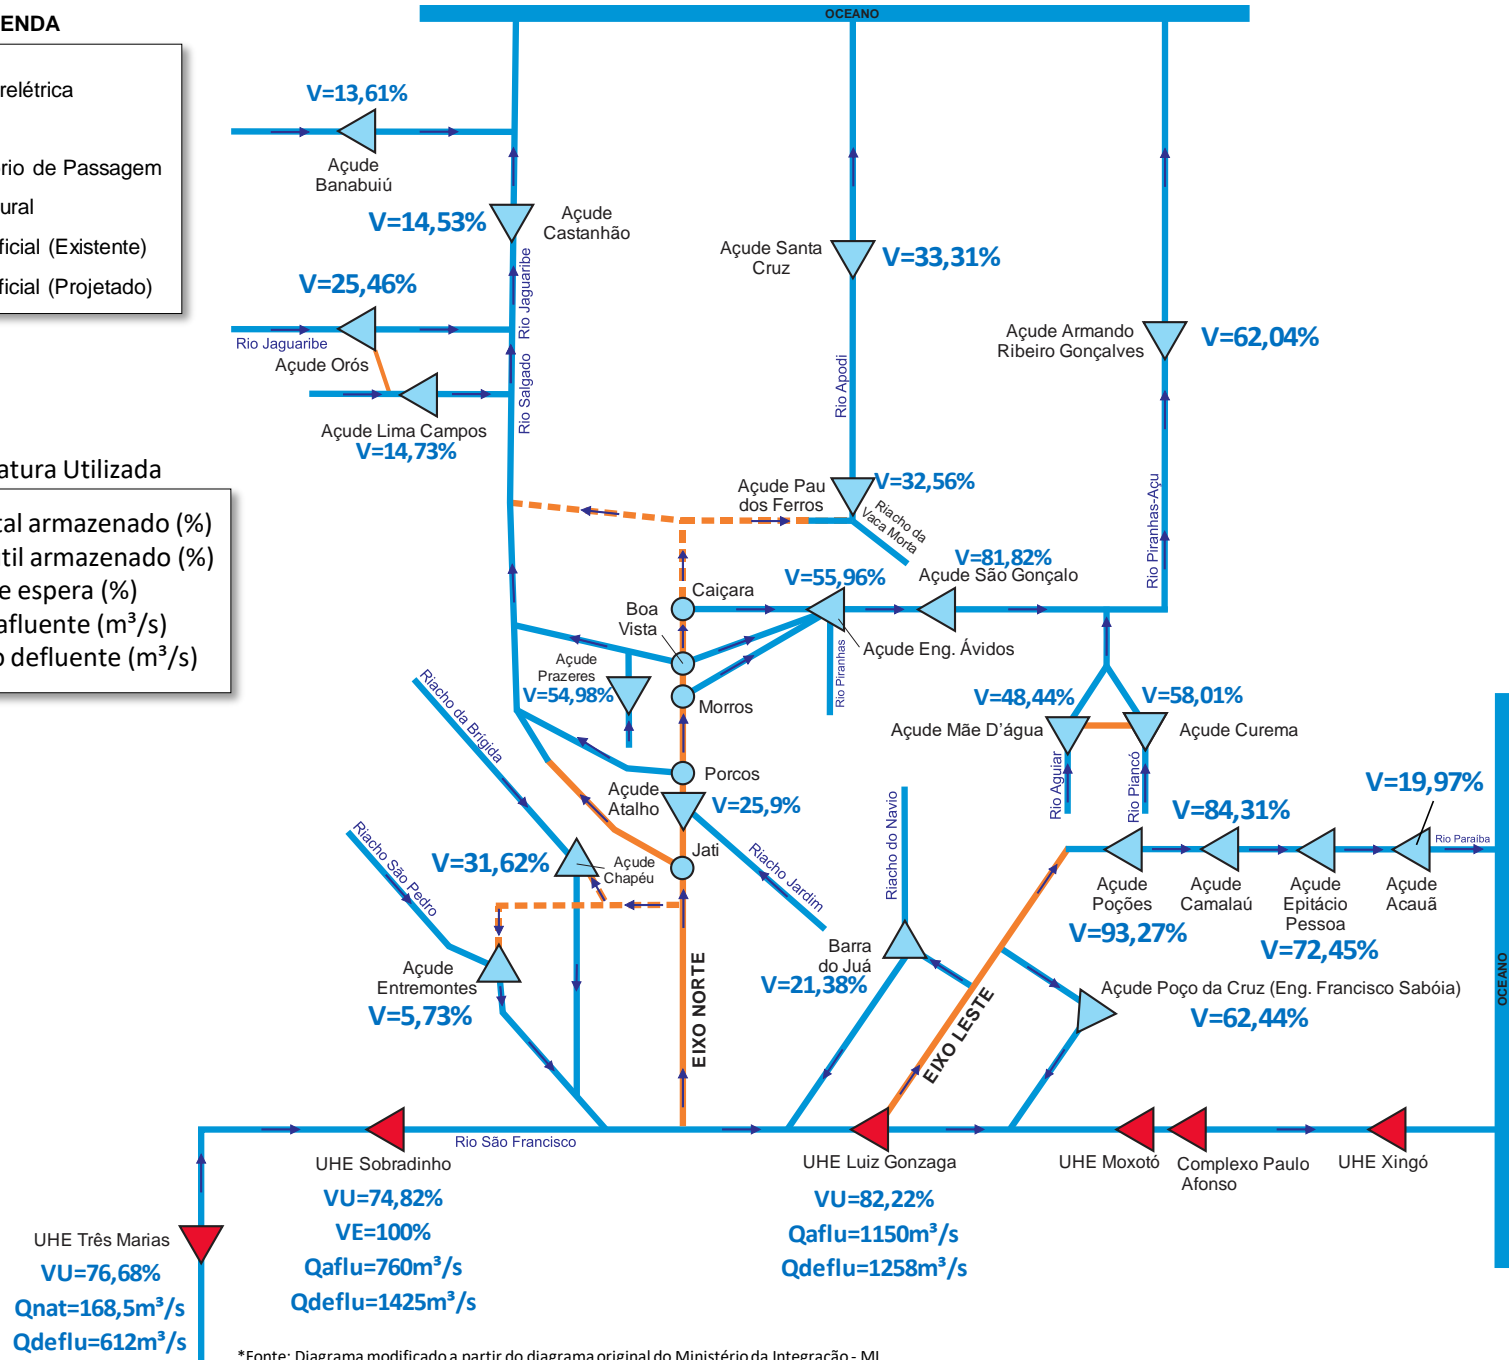 OCEANO
ENDA
relétrica
rio de Passagem
ural
ficial (Existente)
ficial (Projetado)
V=13,61%
Açude
Banabuiú
V=14,53%
Açude
Castanhão
V=25,46%
Rio Jaguaribe
Açude Orós
Rio Jaguaribe
Rio Salgado
Açude Lima Campos
V=14,73%
Açude Santa
Cruz
V=33,31%
Açude Armando
Ribeiro Gonçalves
V=62,04%
Rio Apodi
Rio Piranhas-Açu
atura Utilizada
tal armazenado (%)
til armazenado (%)
e espera (%)
afluente (m³/s)
o defluente (m³/s)
Açude Pau
dos Ferros
V=32,56%
Riacho da
Vaca Morta
V=81,82%
Açude São Gonçalo
V=55,96%
Caiçara
Boa
Vista
Açude Eng. Ávidos
Rio Piranhas
Açude
Prazeres
V=54,98%
Morros
V=48,44%
Açude Mãe D'água
V=58,01%
Açude Curema
Rio Aguiar
Rio Piancó
Riacho da Brígida
Porcos
Açude
Atalho
V=25,9%
Jati
Riacho Jardim
Riacho São Pedro
V=31,62%
Açude
Chapéu
Riacho do Navio
V=19,97%
V=84,31%
Rio Paraiba
Açude
Poções
V=93,27%
Açude
Camalaú
Açude
Epitácio
Pessoa
V=72,45%
Açude
Acauã
Açude
Entremontes
V=5,73%
EIXO NORTE
Barra
do Juá
V=21,38%
EIXO LESTE
Açude Poço da Cruz (Eng. Francisco Sabóia)
V=62,44%
OCEANO
Rio São Francisco
UHE Sobradinho
VU=74,82%
VE=100%
Qaflu=760m³/s
Qdeflu=1425m³/s
UHE Luiz Gonzaga
VU=82,22%
Qaflu=1150m³/s
Qdeflu=1258m³/s
UHE Moxotó
Complexo Paulo
Afonso
UHE Xingó
UHE Três Marias
VU=76,68%
Qnat=168,5m³/s
Qdeflu=612m³/s
*Fonte: Diagrama modificado a partir do diagrama original do Ministério da Integração - MI